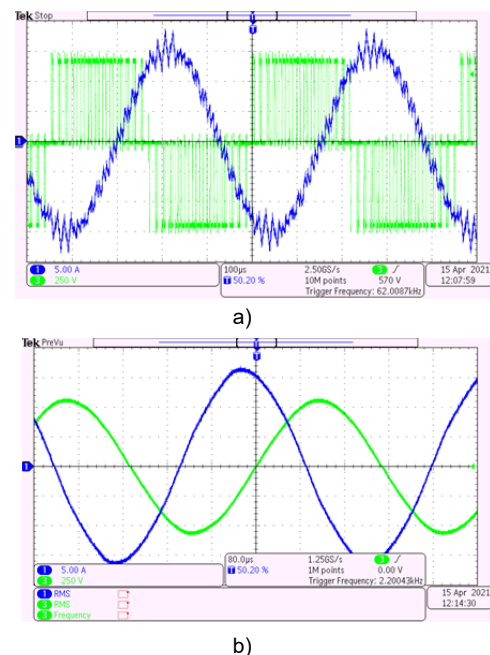 Tek Stop
T
T
1
1 5.00 A
3 250 V
100µs
T 50.20 %
2.50GS/s
10M points
3 570 V
Trigger Frequency: 62.0087kHz
15 Apr 2021
12:07:59
a)
Tek PreVu
T
T
1
1 5.00 A
3 250 V
80.0µs
T 50.20 %
1.25GS/s
1M points
3 0.00 V
Trigger Frequency: 2.20043kHz
1 RMS
3 RMS
3 Frequency
15 Apr 2021
12:14:30
b)